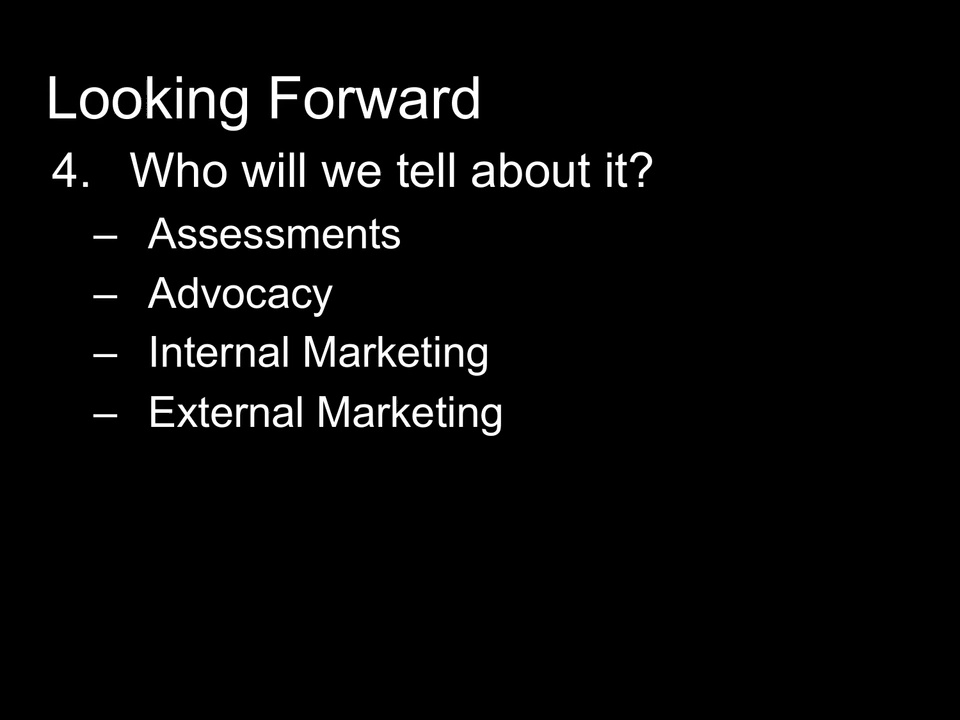 Looking Forward
4. Who will we tell about it?
– Assessments
– Advocacy
– Internal Marketing
– External Marketing